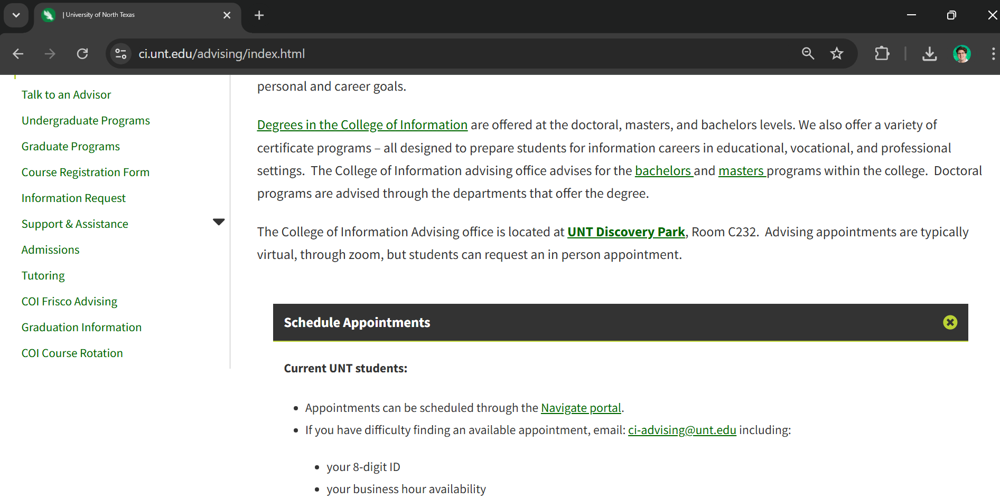 | University of North Texas
ci.unt.edu/advising/index.html
Talk to an Advisor
Undergraduate Programs
Graduate Programs
Course Registration Form
Information Request
Support & Assistance
Admissions
Tutoring
COI Frisco Advising
Graduation Information
COI Course Rotation
personal and career goals.
Degrees in the College of Information are offered at the doctoral, masters, and bachelors levels. We also offer a variety of
certificate programs – all designed to prepare students for information careers in educational, vocational, and professional
settings.  The College of Information advising office advises for the bachelors and masters programs within the college.  Doctoral
programs are advised through the departments that offer the degree.
The College of Information Advising office is located at UNT Discovery Park, Room C232.  Advising appointments are typically
virtual, through zoom, but students can request an in person appointment.
Schedule Appointments
Current UNT students:
• Appointments can be scheduled through the Navigate portal.
• If you have difficulty finding an available appointment, email: ci-advising@unt.edu including:
• your 8-digit ID
• your business hour availability